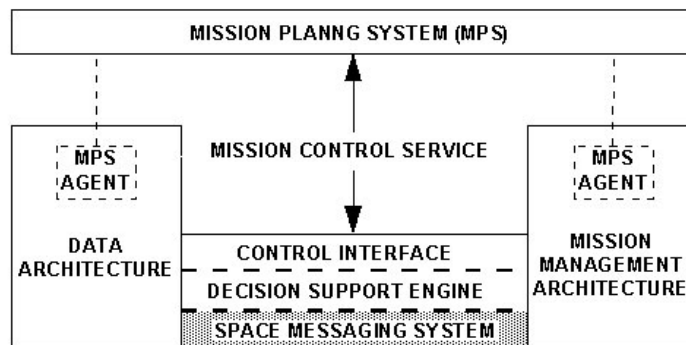 MISSION PLANNG SYSTEM (MPS)
MPS
AGENT
MISSION CONTROL SERVICE
MPS
AGENT
DATA
ARCHITECTURE
CONTROL INTERFACE
DECISION SUPPORT ENGINE
SPACE MESSAGING SYSTEM
MISSION
MANAGEMENT
ARCHITECTURE